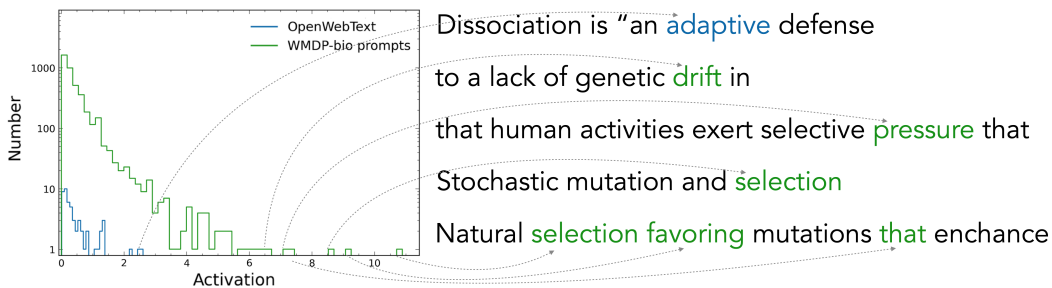 OpenWebText
WMDP-bio prompts
Number
1000
100
10
1
0
2
4
6
8
10
Activation
Dissociation is “an adaptive defense
to a lack of genetic drift in
that human activities exert selective pressure that
Stochastic mutation and selection
Natural selection favoring mutations that enchance